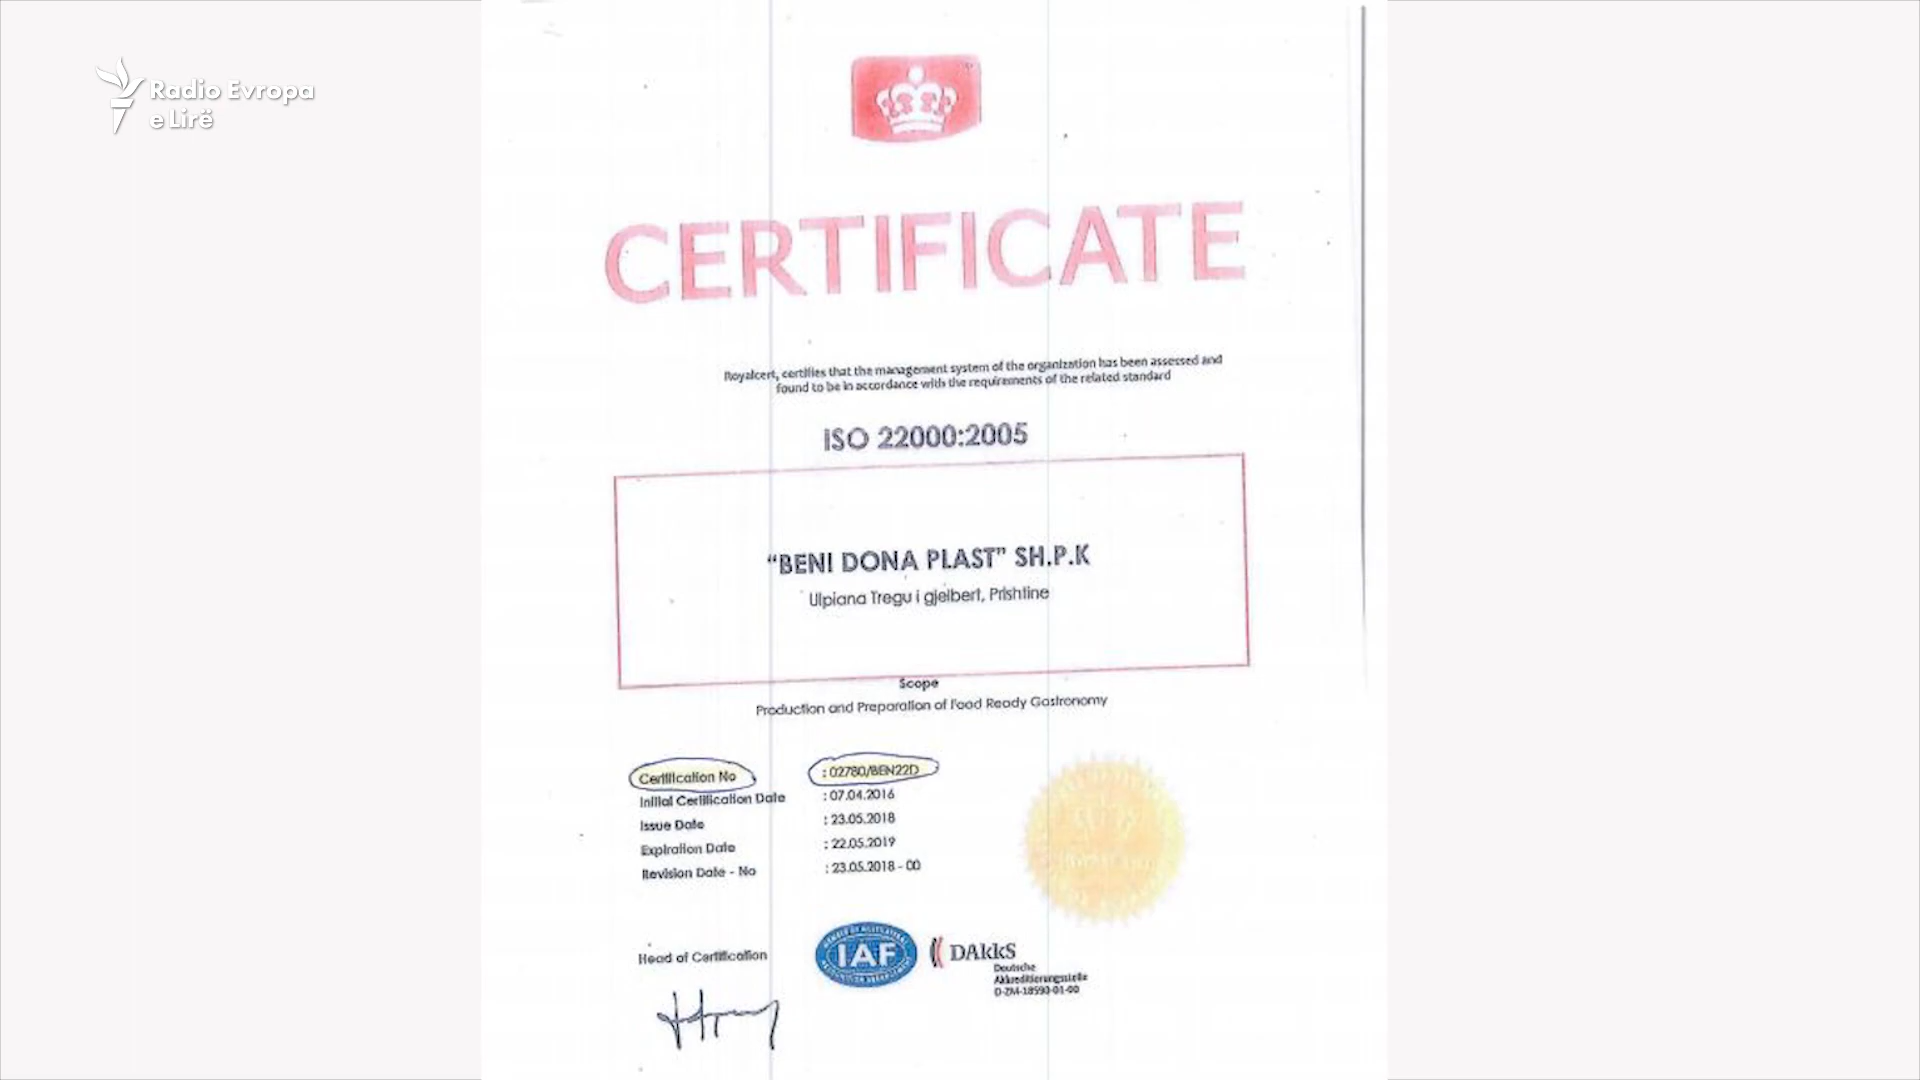 Radio Evropa
e Lirë
CERTIFICATE
Royalcert, certifies that the management system of the organization has been assessed and
found to be in accordance with the requirements of the related standard
ISO 22000:2005
"BENI DONA PLAST" SH.P.K
Ulpiana Tregu i gjelbert, Prishtine
Scope
Production and Preparation of Food Ready Gastronomy
Certification No : 02780/BEN22D
Initial Certification Date : 07.04.2016
Issue Date : 23.05.2018
Expiration Date : 22.05.2019
Revision Date - No : 23.05.2018 - 00
Head of Certification
IAF
DAkkS
Deutsche
Akkreditierungsstelle
D-ZM-18593-01-00